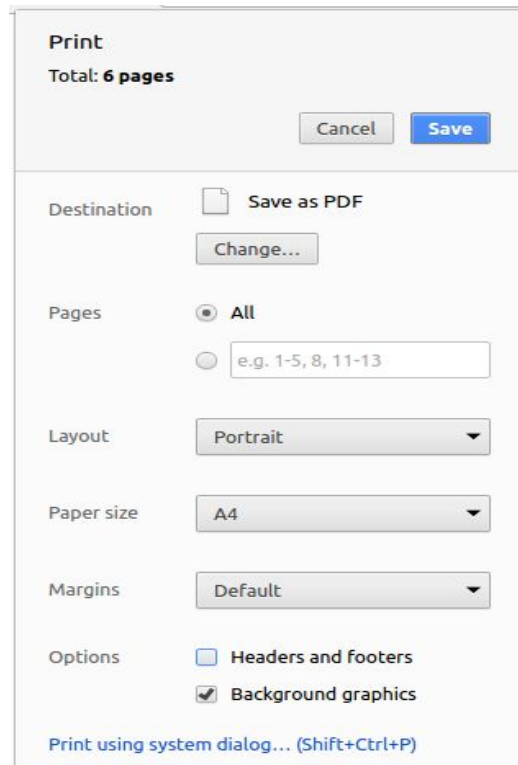 Print
Total: 6 pages
Cancel Save
Destination Save as PDF
Change...
Pages All
e.g. 1-5, 8, 11-13
Layout Portrait
Paper size A4
Margins Default
Options Headers and footers
Background graphics
Print using system dialog... (Shift+Ctrl+P)